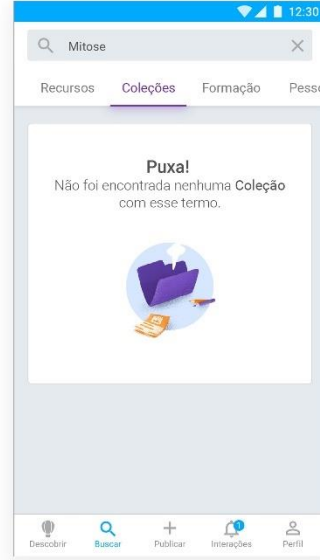 12:30
Mitose
Recursos Coleções Formação Pesso
Puxa!
Não foi encontrada nenhuma Coleção
com esse termo.
1
Descobrir Buscar Publicar Interações Perfil